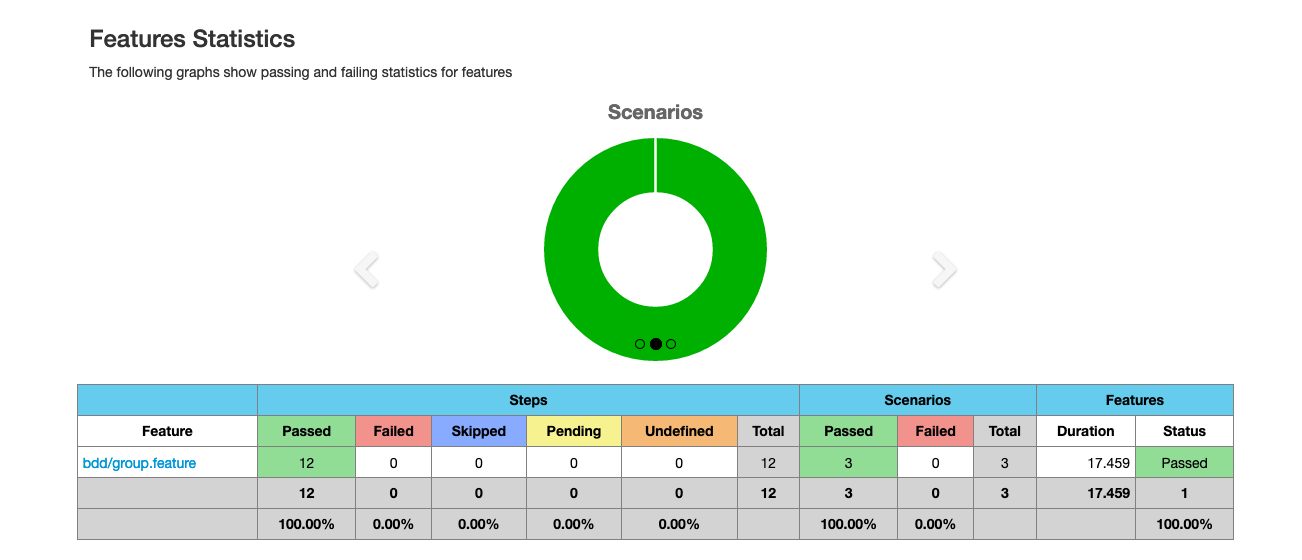 Features Statistics
The following graphs show passing and failing statistics for features
Scenarios
Steps Scenarios Features
Feature Passed Failed Skipped Pending Undefined Total Passed Failed Total Duration Status
bdd/group.feature 12 0 0 0 0 12 3 0 3 17.459 Passed
12 0 0 0 0 12 3 0 3 17.459 1
100.00% 0.00% 0.00% 0.00% 0.00% 100.00% 0.00% 100.00%